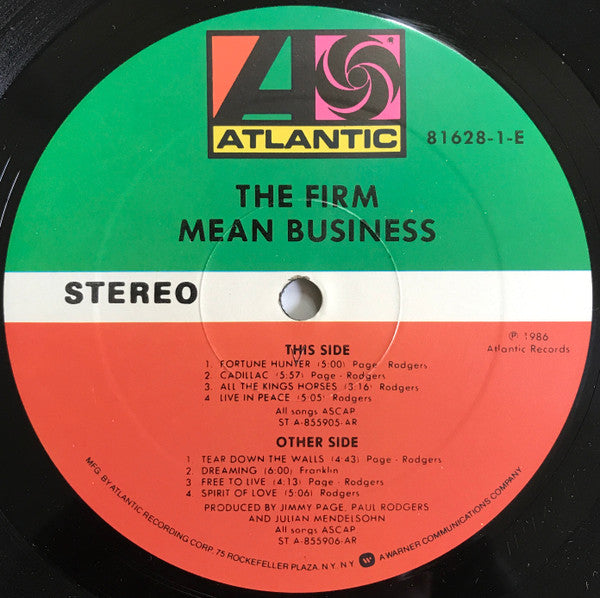 ATLANTIC
®
81628-1-E
THE FIRM
MEAN BUSINESS
STEREO
℗ 1986
Atlantic Records
THIS SIDE
1. FORTUNE HUNTER (5:00) Page - Rodgers
2. CADILLAC (5:57) Page - Rodgers
3. ALL THE KINGS HORSES (3:16) Rodgers
4 LIVE IN PEACE (5:05) Rodgers
All songs ASCAP
ST A-855905-AR
OTHER SIDE
1 TEAR DOWN THE WALLS (4:43) Page - Rodgers
2. DREAMING (6:00) Franklin
3 FREE TO LIVE (4:13) Page - Rodgers
4 SPIRIT OF LOVE (5:06) Rodgers
PRODUCED BY JIMMY PAGE, PAUL RODGERS
AND JULIAN MENDELSOHN
All songs ASCAP
ST A-855906-AR
MFG. BY ATLANTIC RECORDING CORP. 75 ROCKEFELLER PLAZA, N.Y. N.Y. A WARNER COMMUNICATIONS COMPANY